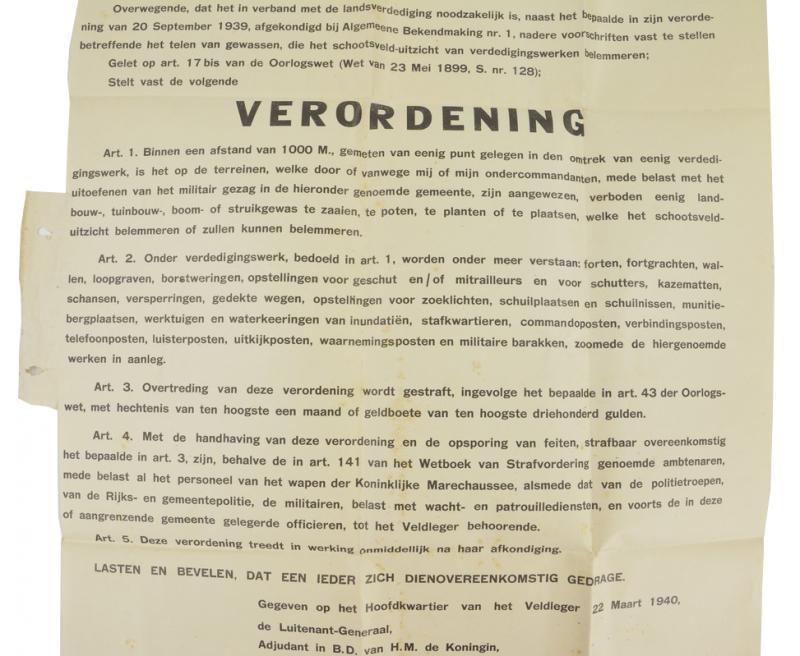 Overwegende, dat het in verband met de landsverdediging noodzakelijk is, naast het bepaalde in zijn verorde-
ning van 20 September 1939, afgekondigd bij Algemeene Bekendmaking nr. 1, nadere voorschriften vast te stellen
betreffende het telen van gewassen, die het schootsveld-uitzicht van verdedigingswerken belemmeren;
Gelet op art. 17 bis van de Oorlogswet (Wet van 23 Mei 1899, S. nr. 128);
Stelt vast de volgende
VERORDENING
Art. 1. Binnen een afstand van 1000 M., gemeten van eenig punt gelegen in den omtrek van eenig verdedi-
gingswerk, is het op de terreinen, welke door of vanwege mij of mijn ondercommandanten, mede belast met het
uitoefenen van het militair gezag in de hieronder genoemde gemeente, zijn aangewezen, verboden eenig land-
bouw-, tuinbouw-, boom- of struikgewas te zaaien, te poten, te planten of te plaatsen, welke het schootsveld-
uitzicht belemmeren of zullen kunnen belemmeren.
Art. 2. Onder verdedigingswerk, bedoeld in art. 1, worden onder meer verstaan: forten, fortgrachten, wal-
len, loopgraven, borstweringen, opstellingen voor geschut en/of mitrailleurs en voor schutters, kazematten,
schansen, versperringen, gedekte wegen, opstellingen voor zoeklichten, schuilplaatsen en schuilnissen, munitie-
bergplaatsen, werktuigen en waterkeeringen van inundatiën, stafkwartieren, commandoposten, verbindingsposten,
telefoonposten, luisterposten, uitkijkposten, waarnemingsposten en militaire barakken, zoomede de hiergenoemde
werken in aanleg.
Art. 3. Overtreding van deze verordening wordt gestraft, ingevolge het bepaalde in art. 43 der Oorlogs-
wet, met hechtenis van ten hoogste een maand of geldboete van ten hoogste driehonderd gulden.
Art. 4. Met de handhaving van deze verordening en de opsporing van feiten, strafbaar overeenkomstig
het bepaalde in art. 3, zijn, behalve de in art. 141 van het Wetboek van Strafvordering genoemde ambtenaren,
mede belast al het personeel van het wapen der Koninklijke Marechaussee, alsmede dat van de politietroepen,
van de Rijks- en gemeentepolitie, de militairen, belast met wacht- en patrouillediensten, en voorts de in deze
of aangrenzende gemeente gelegerde officieren, tot het Veldleger behoorende.
Art. 5. Deze verordening treedt in werking onmiddellijk na haar afkondiging.
LASTEN EN BEVELEN, DAT EEN IEDER ZICH DIENOVEREENKOMSTIG GEDRAGE.
Gegeven op het Hoofdkwartier van het Veldleger 22 Maart 1940,
de Luitenant-Generaal,
Adjudant in B.D. van H.M. de Koningin,